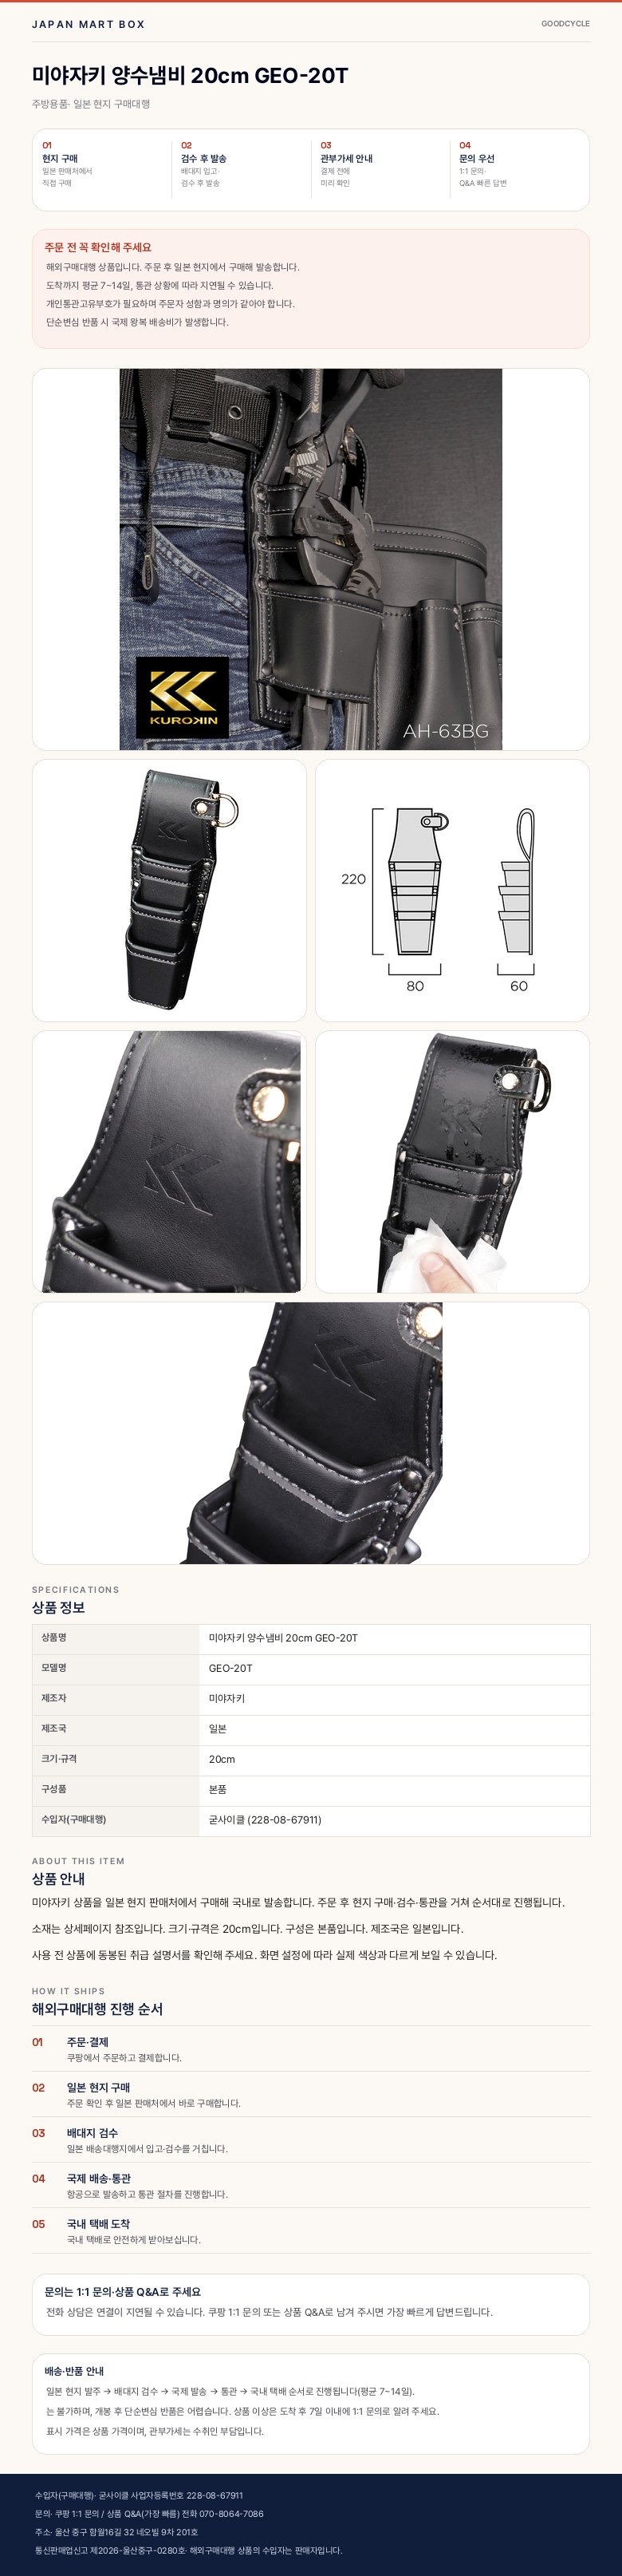 JAPAN MART BOX
GOODCYCLE
미야자키 양수냄비 20cm GEO-20T
주방용품· 일본 현지 구매대행
01
현지 구매
일본 판매처에서
직접 구매
02
검수 후 발송
배대지 입고·
검수 후 발송
03
관부가세 안내
결제 전에
미리 확인
04
문의 우선
1:1 문의·
Q&A 빠른 답변
주문 전 꼭 확인해 주세요
해외구매대행 상품입니다. 주문 후 일본 현지에서 구매해 발송합니다.
도착까지 평균 7~14일, 통관 상황에 따라 지연될 수 있습니다.
개인통관고유부호가 필요하며 주문자 성함과 명의가 같아야 합니다.
단순변심 반품 시 국제 왕복 배송비가 발생합니다.
KUROKIN
KUROKIN
AH-63BG
220
80
60
SPECIFICATIONS
상품 정보
상품명 미야자키 양수냄비 20cm GEO-20T
모델명 GEO-20T
제조자 미야자키
제조국 일본
크기·규격 20cm
구성품 본품
수입자(구매대행) 굳사이클 (228-08-67911)
ABOUT THIS ITEM
상품 안내
미야자키 상품을 일본 현지 판매처에서 구매해 국내로 발송합니다. 주문 후 현지 구매·검수·통관을 거쳐 순서대로 진행됩니다.
소재는 상세페이지 참조입니다. 크기·규격은 20cm입니다. 구성은 본품입니다. 제조국은 일본입니다.
사용 전 상품에 동봉된 취급 설명서를 확인해 주세요. 화면 설정에 따라 실제 색상과 다르게 보일 수 있습니다.
HOW IT SHIPS
해외구매대행 진행 순서
01 주문·결제
쿠팡에서 주문하고 결제합니다.
02 일본 현지 구매
주문 확인 후 일본 판매처에서 바로 구매합니다.
03 배대지 검수
일본 배송대행지에서 입고·검수를 거칩니다.
04 국제 배송·통관
항공으로 발송하고 통관 절차를 진행합니다.
05 국내 택배 도착
국내 택배로 안전하게 받아보십니다.
문의는 1:1 문의·상품 Q&A로 주세요
전화 상담은 연결이 지연될 수 있습니다. 쿠팡 1:1 문의 또는 상품 Q&A로 남겨 주시면 가장 빠르게 답변드립니다.
배송·반품 안내
일본 현지 발주 → 배대지 검수 → 국제 발송 → 통관 → 국내 택배 순서로 진행됩니다(평균 7~14일).
는 불가하며, 개봉 후 단순변심 반품은 어렵습니다. 상품 이상은 도착 후 7일 이내에 1:1 문의로 알려 주세요.
표시 가격은 상품 가격이며, 관부가세는 수취인 부담입니다.
수입자(구매대행)· 굳사이클 사업자등록번호 228-08-67911
문의· 쿠팡 1:1 문의 / 상품 Q&A(가장 빠름) 전화 070-8064-7086
주소· 울산 중구 함월16길 32 네오빌 9차 201호
통신판매업신고 제2026-울산중구-0280호· 해외구매대행 상품의 수입자는 판매자입니다.